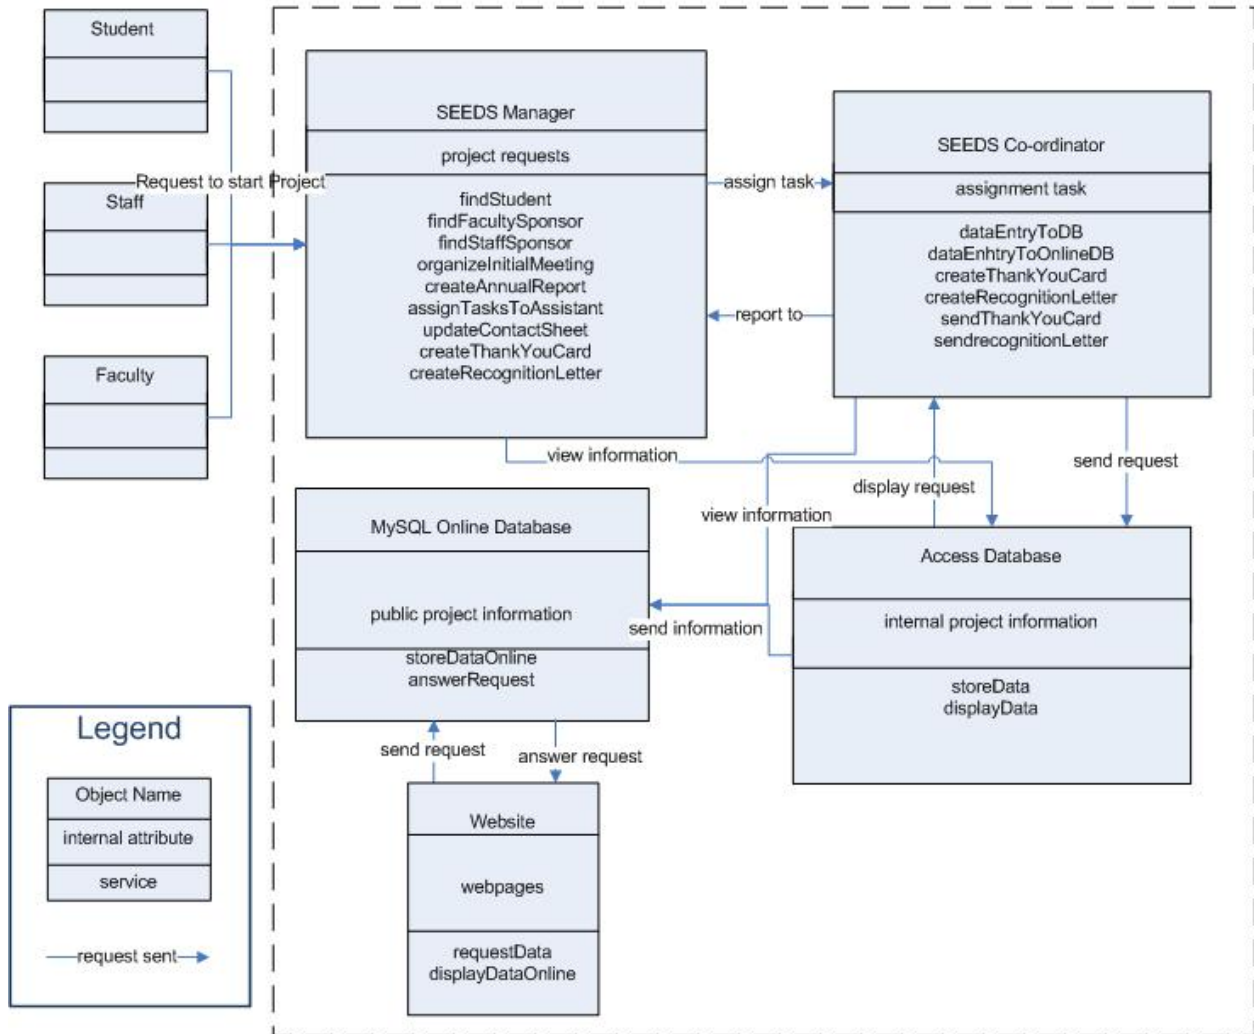 Student
Staff
Faculty
Request to start Project
SEEDS Manager
project requests
findStudent
findFacultySponsor
findStaffSponsor
organizeInitialMeeting
createAnnualReport
assignTasksToAssistant
updateContactSheet
createThankYouCard
createRecognitionLetter
assign task
report to
SEEDS Co-ordinator
assignment task
dataEntryToDB
dataEnhtryToOnlineDB
createThankYouCard
createRecognitionLetter
sendThankYouCard
sendrecognitionLetter
view information
display request
send request
view information
send information
MySQL Online Database
public project information
storeDataOnline
answerRequest
Access Database
internal project information
storeData
displayData
send request
answer request
Website
webpages
requestData
displayDataOnline
Legend
Object Name
internal attribute
service
request sent